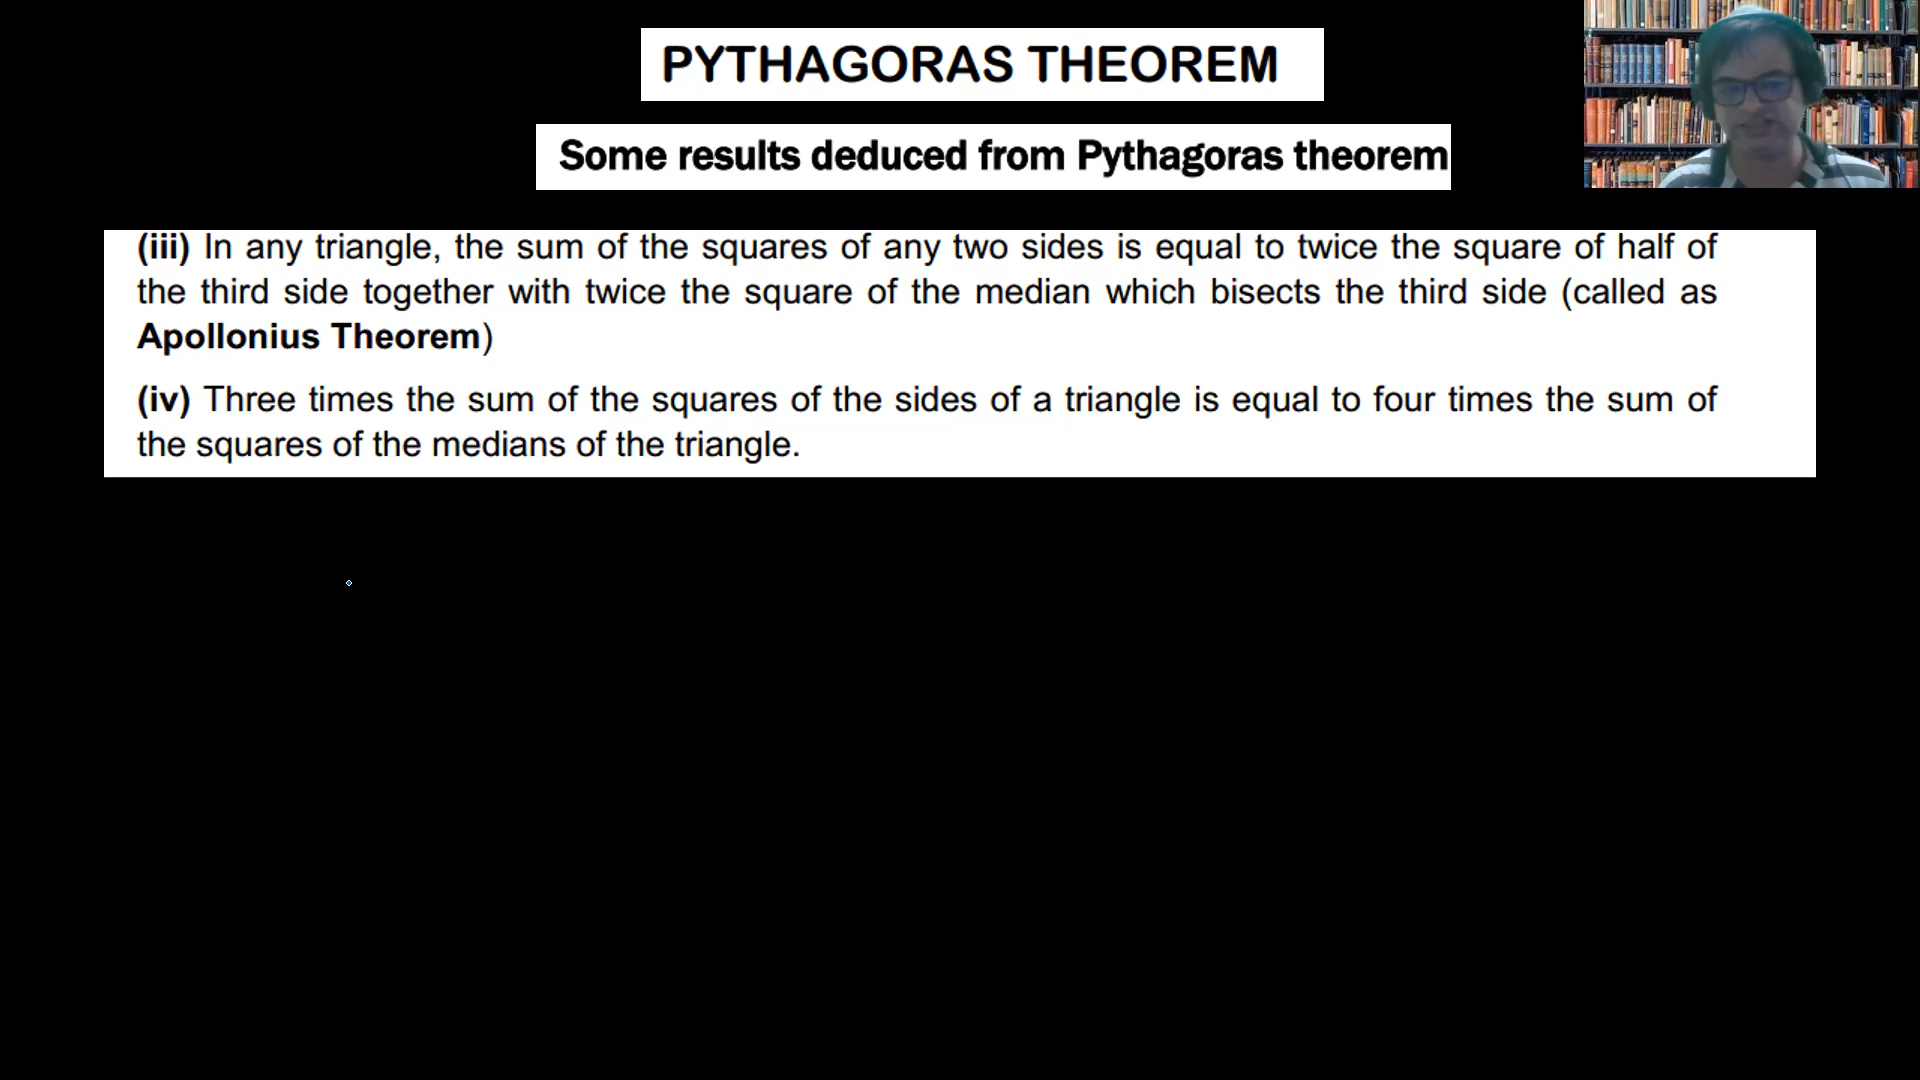 PYTHAGORAS THEOREM
Some results deduced from Pythagoras theorem
(iii) In any triangle, the sum of the squares of any two sides is equal to twice the square of half of
the third side together with twice the square of the median which bisects the third side (called as
Apollonius Theorem)
(iv) Three times the sum of the squares of the sides of a triangle is equal to four times the sum of
the squares of the medians of the triangle.